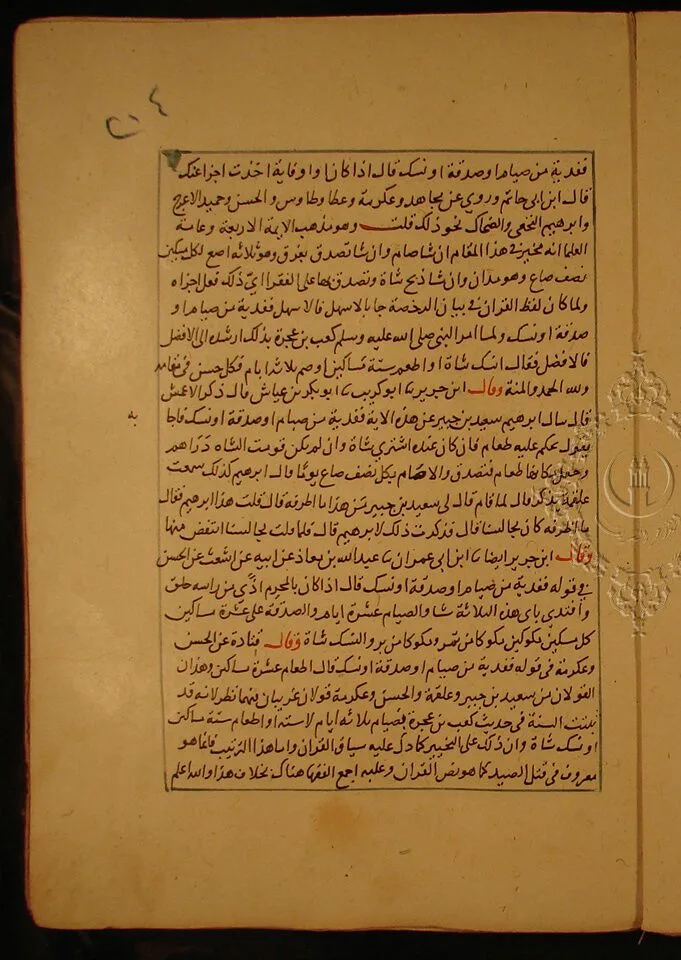 ففدية من صيام او صدقة او نسك قال اذا كان او او فاية اخذت اجزا عنك
قال ابن ابي حاتم وروي عن مجاهد وعكرمة وعطا وطاوس والحسن وحميد الاعرج
وابرهيم النخعي والضحاك نحو ذلك قلت وهو مذهب الايمة الاربعة وعامة
العلما انه مخير في هذا المقام ان شا صام وان شا تصدق بفرق وهو ثلاثه اصع لكل مسكين
نصف صاع وهو مدان وان شا ذبح شاة وتصدق بها على الفقرا اي ذلك فعل اجزاه
ولما كان لفظ القران في بيان الرخصة جا بالاسهل فالاسهل ففدية من صيام او
صدقة او نسك ولما امر النبي صلى الله عليه وسلم كعب بن عجرة بذلك ارشده الى الافضل
فالافضل فقال انسك شاة او اطعم ستة مساكين او صم ثلاثة ايام فكل حسن في مقامه
ولله الحمد والمنة وقال ابن جرير ثنا ابو كريب ثنا ابو بكر بن عياش قال ذكر الاعمش
قال سال ابرهيم سعيد بن جبير عن هذه الاية ففدية من صيام او صدقة او نسك فاجا
به
يقول يحكم عليه طعام فان كان عنده اشترى شاة وان لم يكن قومت الشاه دراهم
وجعل مكانها طعام فتصدق والا صام بكل نصف صاع يوما قال ابرهيم كذلك سمعت
علقمة يذكر قال لما قام قال لي سعيد بن جبير من هذا ما اظرفه قال قلت هذا ابرهيم فقال
ما اظرفه كان يجالسنا قال فذكرت ذلك لابرهيم قال فلما قلت يجالسنا انتفض منها
وقال ابن جرير ايضا ثنا ابن ابي عمران ثنا عبيد الله بن معاذ عن ابيه عن اشعث عن الحسن
في قوله ففدية من صيام او صدقة او نسك قال اذا كان بالمحرم اذى من راسه حلق
وافتدى باي هذه الثلاثة شا والصيام عشرة ايام والصدقة على عشرة مساكين
كل مسكين مكوكين مكوكا من تمر ومكوكا من بر والنسك شاة وقال قتادة عن الحسن
وعكرمة في قوله ففدية من صيام او صدقة او نسك قال اطعام عشرة مساكين وهذان
القولان من سعيد بن جبير وعلقمة والحسن وعكرمة قولان غريبان فيهما نظر لانه قد
ثبتت السنة في حديث كعب بن عجرة بصيام ثلاثه ايام لا سته او اطعام ستة مساكين
او نسك شاة وان ذلك على التخيير كما دل عليه سياق القران واما هذا الترتيب فانما هو
معروف في قتل الصيد كما هو نص القران وعليه اجمع الفقها هناك بخلاف هذا والله اعلم